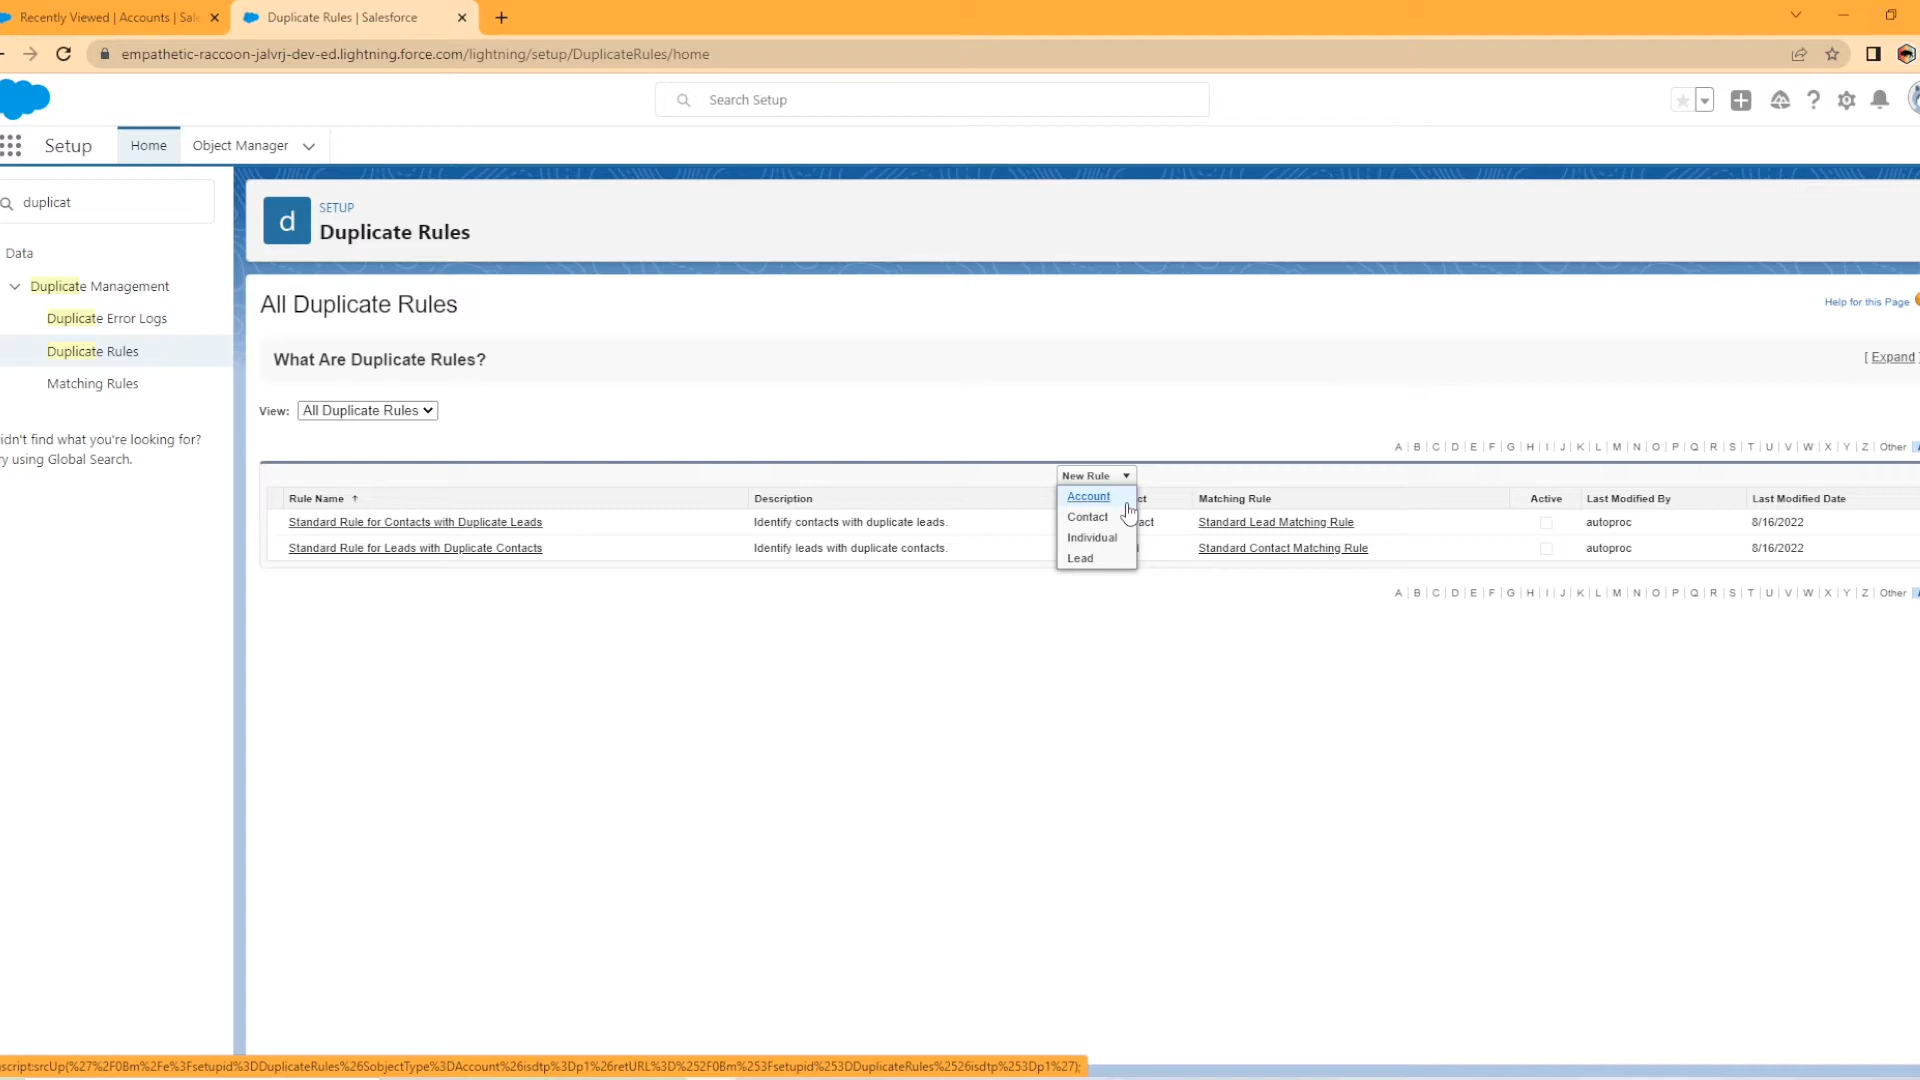 Recently Viewed | Accounts | Sal
Duplicate Rules | Salesforce
empathetic-raccoon-jalvrj-dev-ed.lightning.force.com/lightning/setup/DuplicateRules/home
Search Setup
Setup
Home
Object Manager
duplicat
SETUP
Duplicate Rules
d
Data
Duplicate Management
Duplicate Error Logs
Duplicate Rules
Matching Rules
idn't find what you're looking for?
ry using Global Search.
All Duplicate Rules
Help for this Page
What Are Duplicate Rules?
[ Expand ]
View: All Duplicate Rules
A | B | C | D | E | F | G | H | I | J | K | L | M | N | O | P | Q | R | S | T | U | V | W | X | Y | Z | Other
New Rule
Account
Contact
Individual
Lead
Rule Name Description ct Matching Rule Active Last Modified By Last Modified Date
Standard Rule for Contacts with Duplicate Leads Identify contacts with duplicate leads. act Standard Lead Matching Rule autoproc 8/16/2022
Standard Rule for Leads with Duplicate Contacts Identify leads with duplicate contacts. Standard Contact Matching Rule autoproc 8/16/2022
A | B | C | D | E | F | G | H | I | J | K | L | M | N | O | P | Q | R | S | T | U | V | W | X | Y | Z | Other
script:srcUp(%27%2F0Bm%2Fe%3Fsetupid%3DDuplicateRules%26SobjectType%3DAccount%26isdtp%3Dp1%26retURL%3D%252F0Bm%253Fsetupid%253DDuplicateRules%2526isdtp%253Dp1%27);